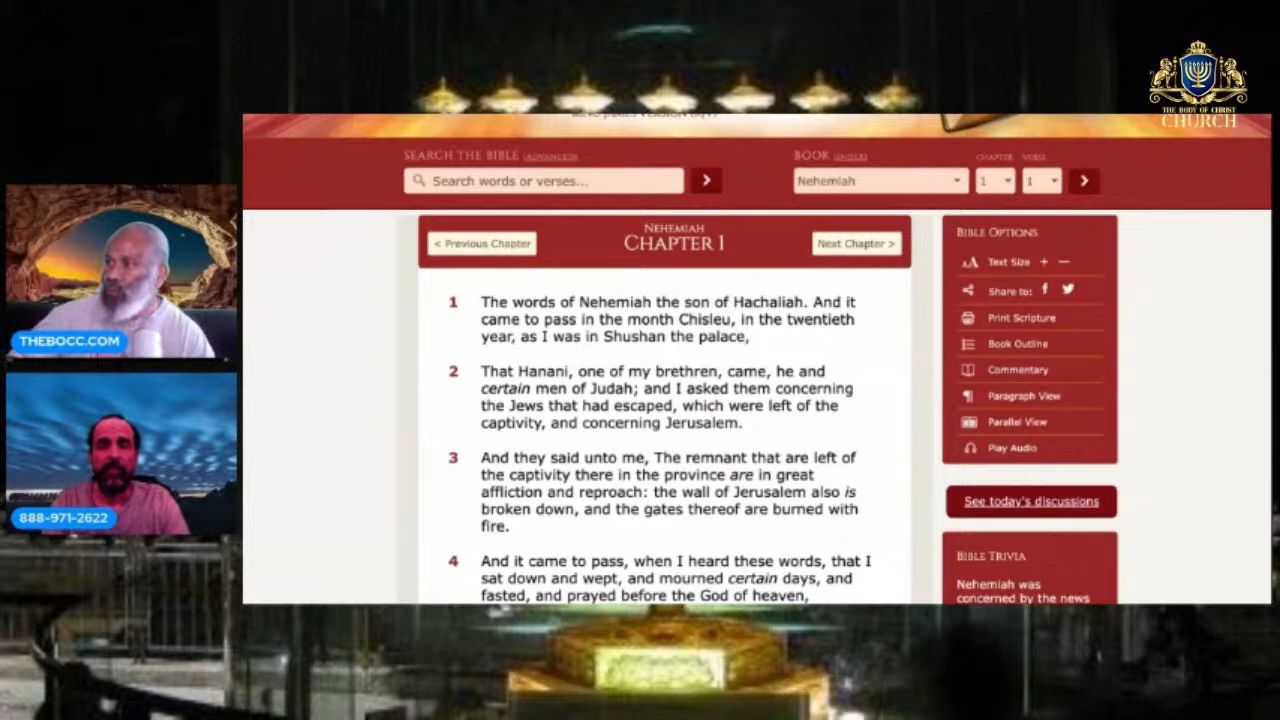 THE BODY OF CHRIST
CHURCH
KING JAMES VERSION (KJV)
SEARCH THE BIBLE (ADVANCED)
Search words or verses...
BOOK (INDEX)
CHAPTER
VERSE
Nehemiah
1
1
< Previous Chapter
NEHEMIAH
CHAPTER 1
Next Chapter >
1 The words of Nehemiah the son of Hachaliah. And it
came to pass in the month Chisleu, in the twentieth
year, as I was in Shushan the palace,
2 That Hanani, one of my brethren, came, he and
certain men of Judah; and I asked them concerning
the Jews that had escaped, which were left of the
captivity, and concerning Jerusalem.
3 And they said unto me, The remnant that are left of
the captivity there in the province are in great
affliction and reproach: the wall of Jerusalem also is
broken down, and the gates thereof are burned with
fire.
4 And it came to pass, when I heard these words, that I
sat down and wept, and mourned certain days, and
fasted, and prayed before the God of heaven,
BIBLE OPTIONS
AA Text Size + −
Share to:
Print Scripture
Book Outline
Commentary
Paragraph View
Parallel View
Play Audio
See today's discussions
BIBLE TRIVIA
Nehemiah was
concerned by the news
THEBOCC.COM
888-971-2622